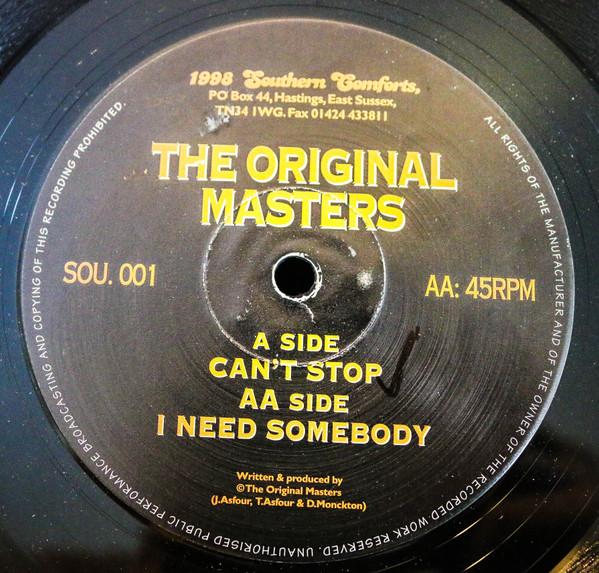 1998 Southern Comforts,
PO Box 44, Hastings, East Sussex,
TN34 1WG. Fax 01424 433811
THE ORIGINAL
MASTERS
SOU. 001
AA: 45RPM
A SIDE
CAN'T STOP
AA SIDE
I NEED SOMEBODY
Written & produced by
©The Original Masters
(J.Asfour, T.Asfour & D.Monckton)
ALL RIGHTS OF THE MANUFACTURER AND OF THE OWNER OF THE RECORDED WORK RESERVED. UNAUTHORISED PUBLIC PERFORMANCE BROADCASTING AND COPYING OF THIS RECORDING PROHIBITED.